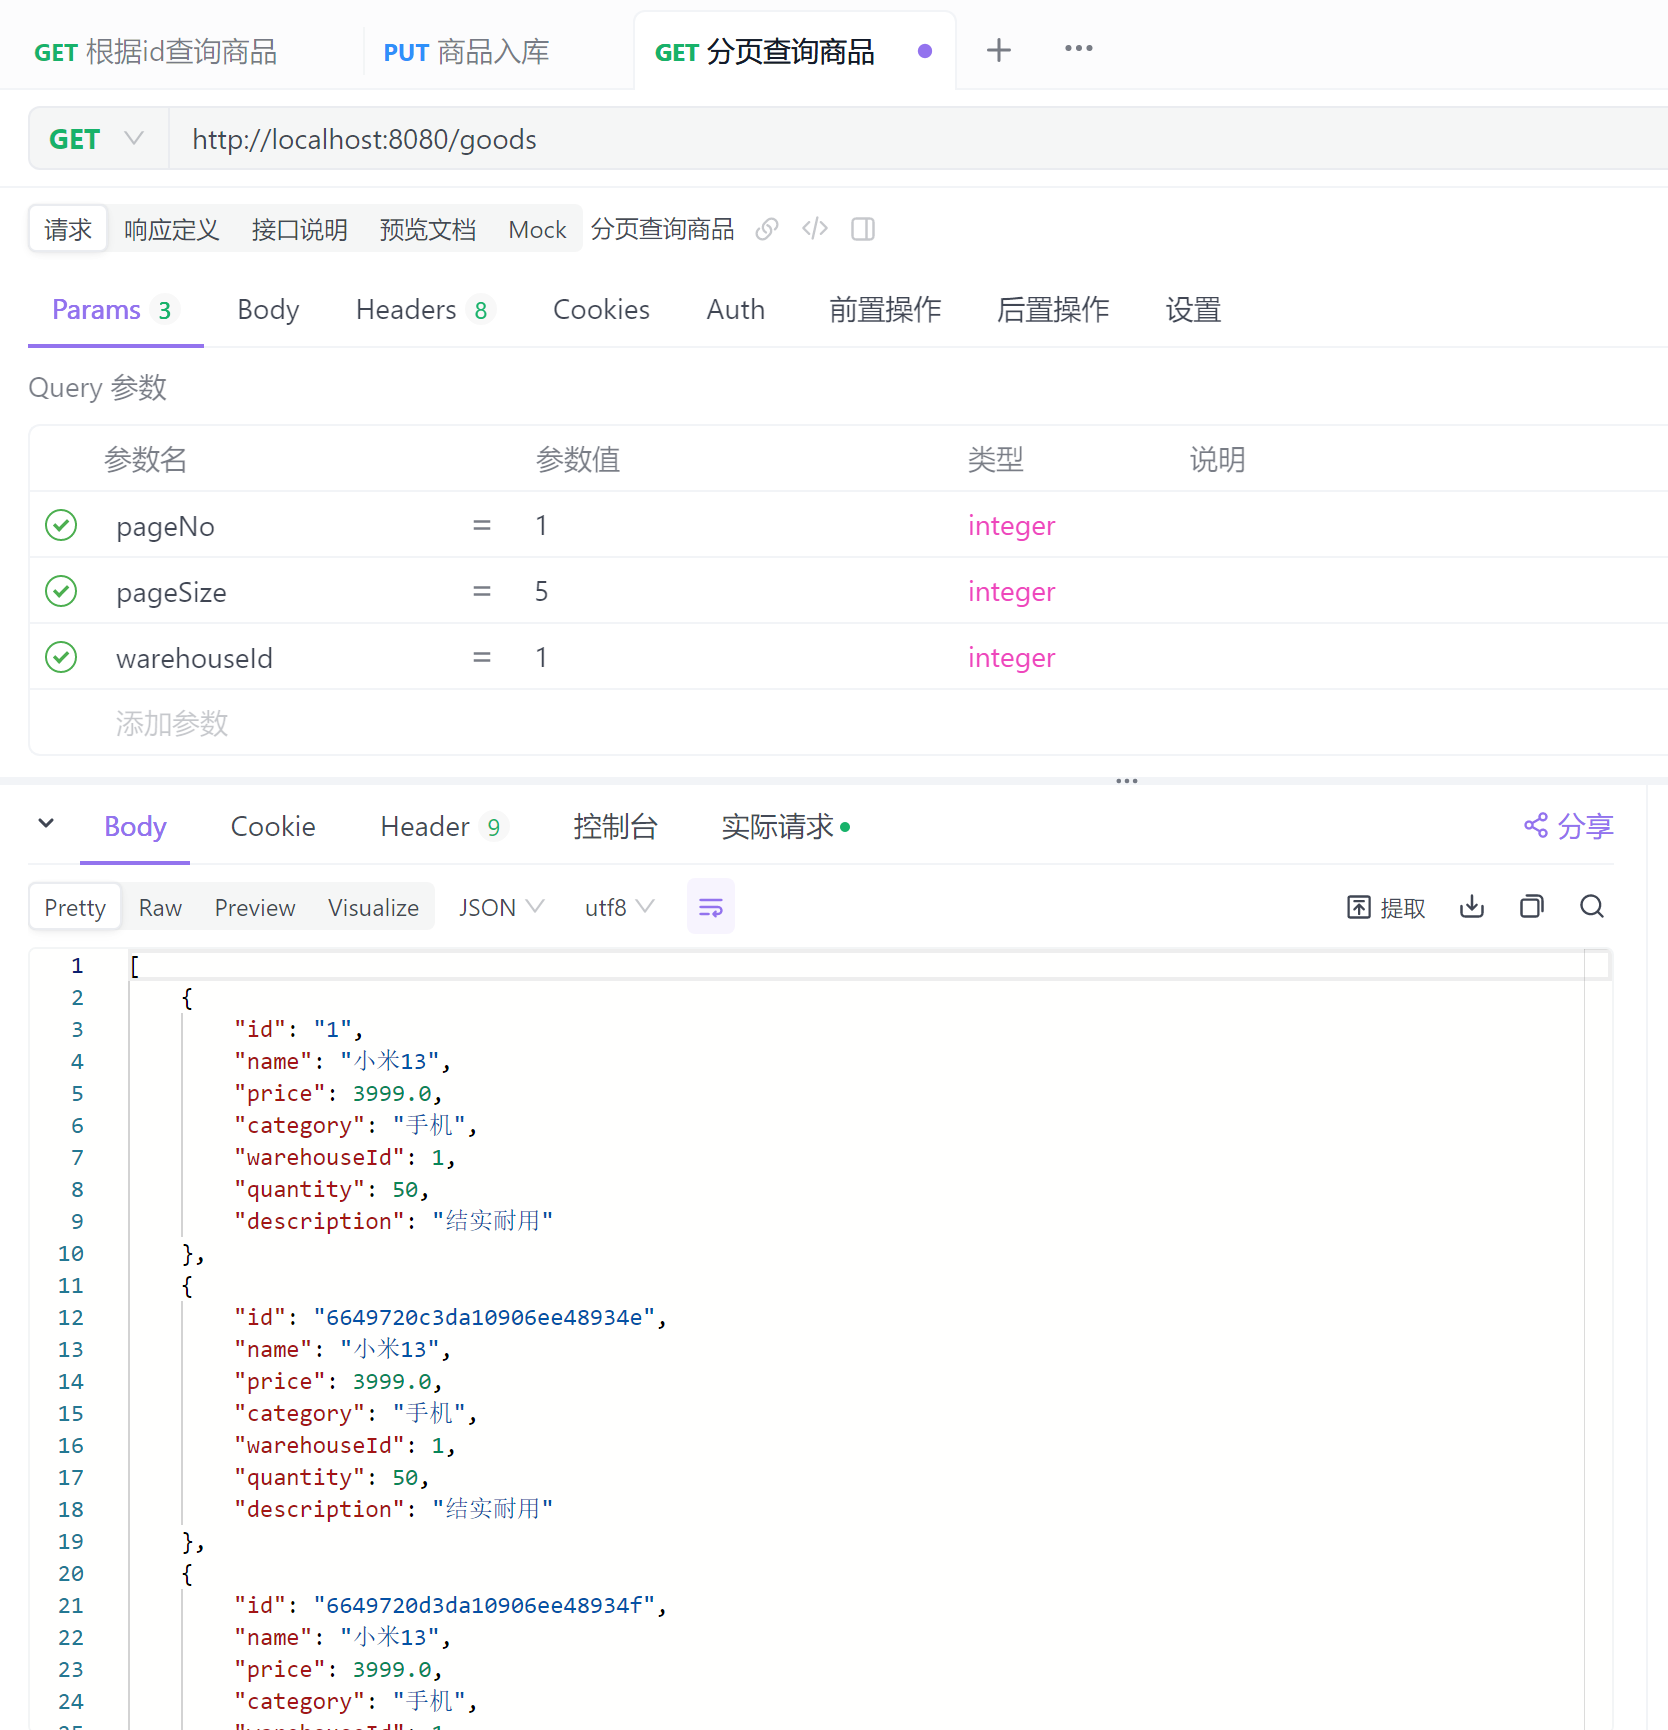 GET 根据id查询商品 PUT 商品入库 GET 分页查询商品
GET http://localhost:8080/goods
请求 响应定义 接口说明 预览文档 Mock 分页查询商品
Params 3 Body Headers 8 Cookies Auth 前置操作 后置操作 设置
Query 参数
参数名 参数值 类型 说明
pageNo = 1 integer
pageSize = 5 integer
warehouseId = 1 integer
添加参数
Body Cookie Header 9 控制台 实际请求 分享
Pretty Raw Preview Visualize JSON utf8 提取
1 [
2 {
3 "id": "1",
4 "name": "小米13",
5 "price": 3999.0,
6 "category": "手机",
7 "warehouseId": 1,
8 "quantity": 50,
9 "description": "结实耐用"
10 },
11 {
12 "id": "6649720c3da10906ee48934e",
13 "name": "小米13",
14 "price": 3999.0,
15 "category": "手机",
16 "warehouseId": 1,
17 "quantity": 50,
18 "description": "结实耐用"
19 },
20 {
21 "id": "6649720d3da10906ee48934f",
22 "name": "小米13",
23 "price": 3999.0,
24 "category": "手机",